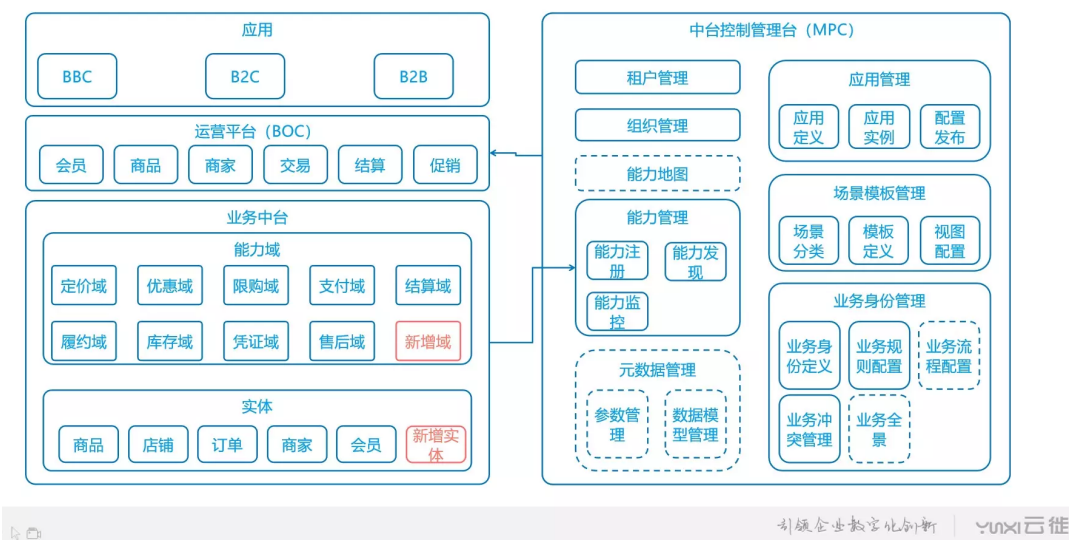 应用
BBC
B2C
B2B
运营平台（BOC）
会员
商品
商家
交易
结算
促销
业务中台
能力域
定价域
优惠域
限购域
支付域
结算域
履约域
库存域
凭证域
售后域
新增域
实体
商品
店铺
订单
商家
会员
新增实
体
中台控制管理台（MPC）
租户管理
组织管理
能力地图
能力管理
能力注
册
能力发
现
能力监
控
元数据管理
参数管
理
数据模
型管理
应用管理
应用
定义
应用
实例
配置
发布
场景模板管理
场景
分类
模板
定义
视图
配置
业务身份管理
业务身
份定义
业务规
则配置
业务流
程配置
业务冲
突管理
业务全
景
引领企业数字化创新
YUNXI云徙